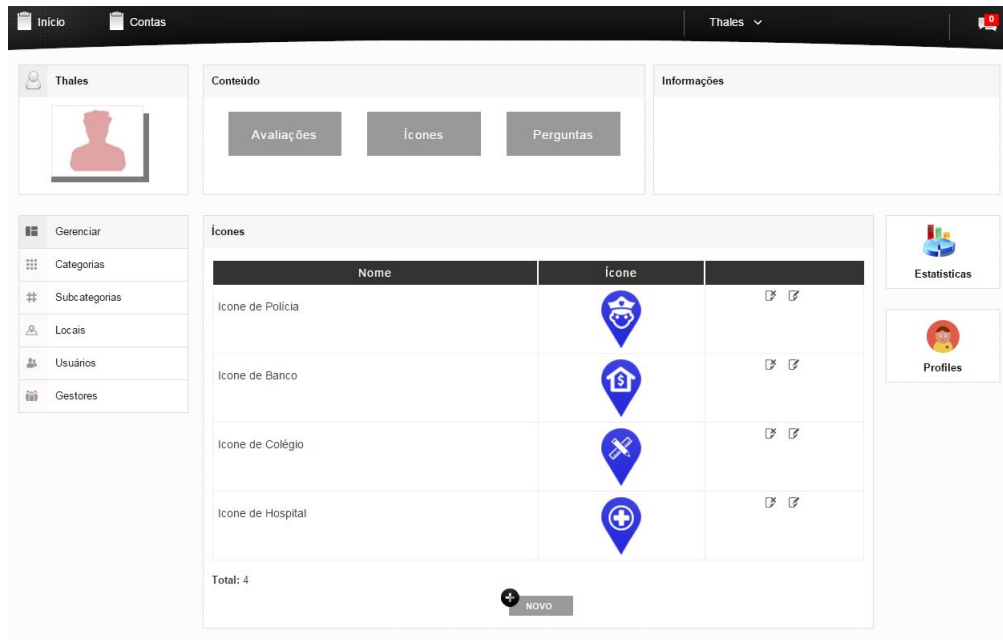 Início Contas Thales 0
Thales
Conteúdo
Informações
Avaliações Ícones Perguntas
Gerenciar
Categorias
Subcategorias
Locais
Usuários
Gestores
Ícones
Nome Ícone
Icone de Polícia
Icone de Banco
$
Icone de Colégio
Icone de Hospital
Total: 4
NOVO
Estatísticas
Profiles